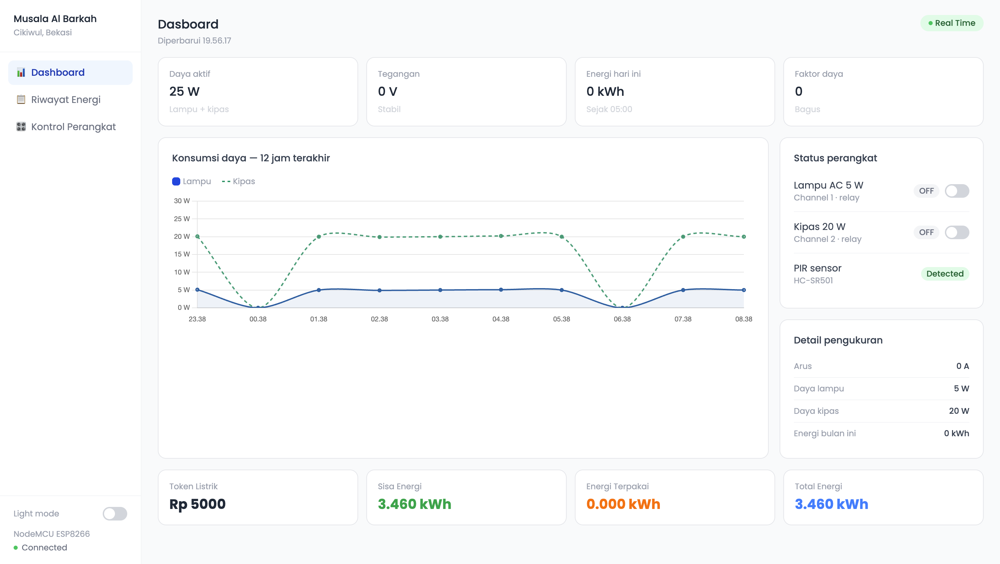 Musala Al Barkah
Cikiwul, Bekasi
Dashboard
Riwayat Energi
Kontrol Perangkat
Light mode
NodeMCU ESP8266
Connected
Dasboard
Diperbarui 19.56.17
Real Time
Daya aktif
25 W
Lampu + kipas
Tegangan
0 V
Stabil
Energi hari ini
0 kWh
Sejak 05:00
Faktor daya
0
Bagus
Konsumsi daya — 12 jam terakhir
Lampu Kipas
30 W
25 W
20 W
15 W
10 W
5 W
0 W
23.38 00.38 01.38 02.38 03.38 04.38 05.38 06.38 07.38 08.38
Status perangkat
Lampu AC 5 W
Channel 1 · relay
OFF
Kipas 20 W
Channel 2 · relay
OFF
PIR sensor
HC-SR501
Detected
Detail pengukuran
Arus 0 A
Daya lampu 5 W
Daya kipas 20 W
Energi bulan ini 0 kWh
Token Listrik
Rp 5000
Sisa Energi
3.460 kWh
Energi Terpakai
0.000 kWh
Total Energi
3.460 kWh